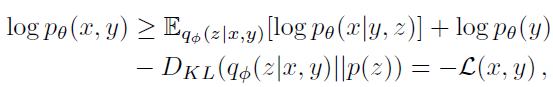 log p_θ(x, y) ≥ 𝔼_{q_ϕ(z|x,y)}[log p_θ(x|y, z)] + log p_θ(y)
− D_{KL}(q_ϕ(z|x, y)||p(z)) = −ℒ(x, y) ,